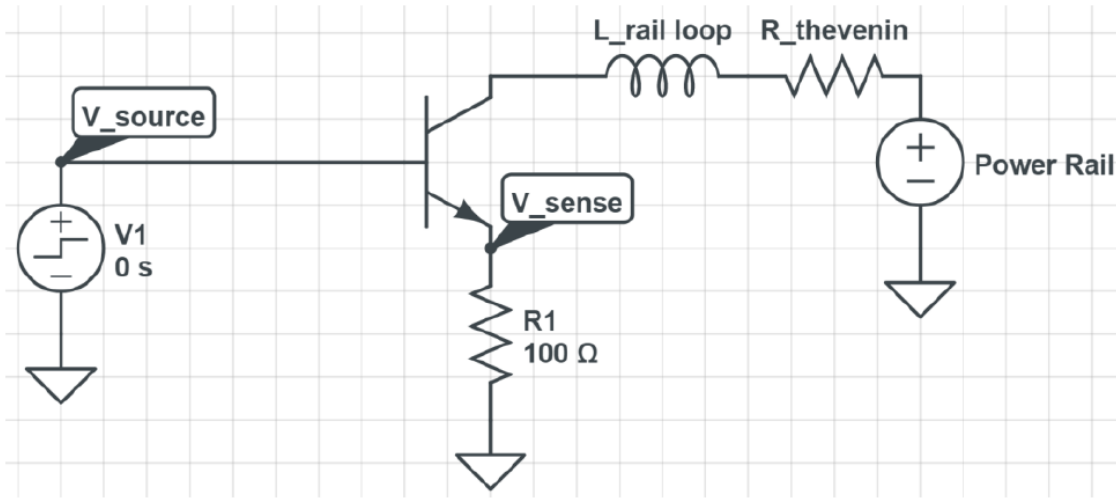 L_rail loop R_thevenin
V_source
Power Rail
V_sense
V1
0 s
R1
100 Ω